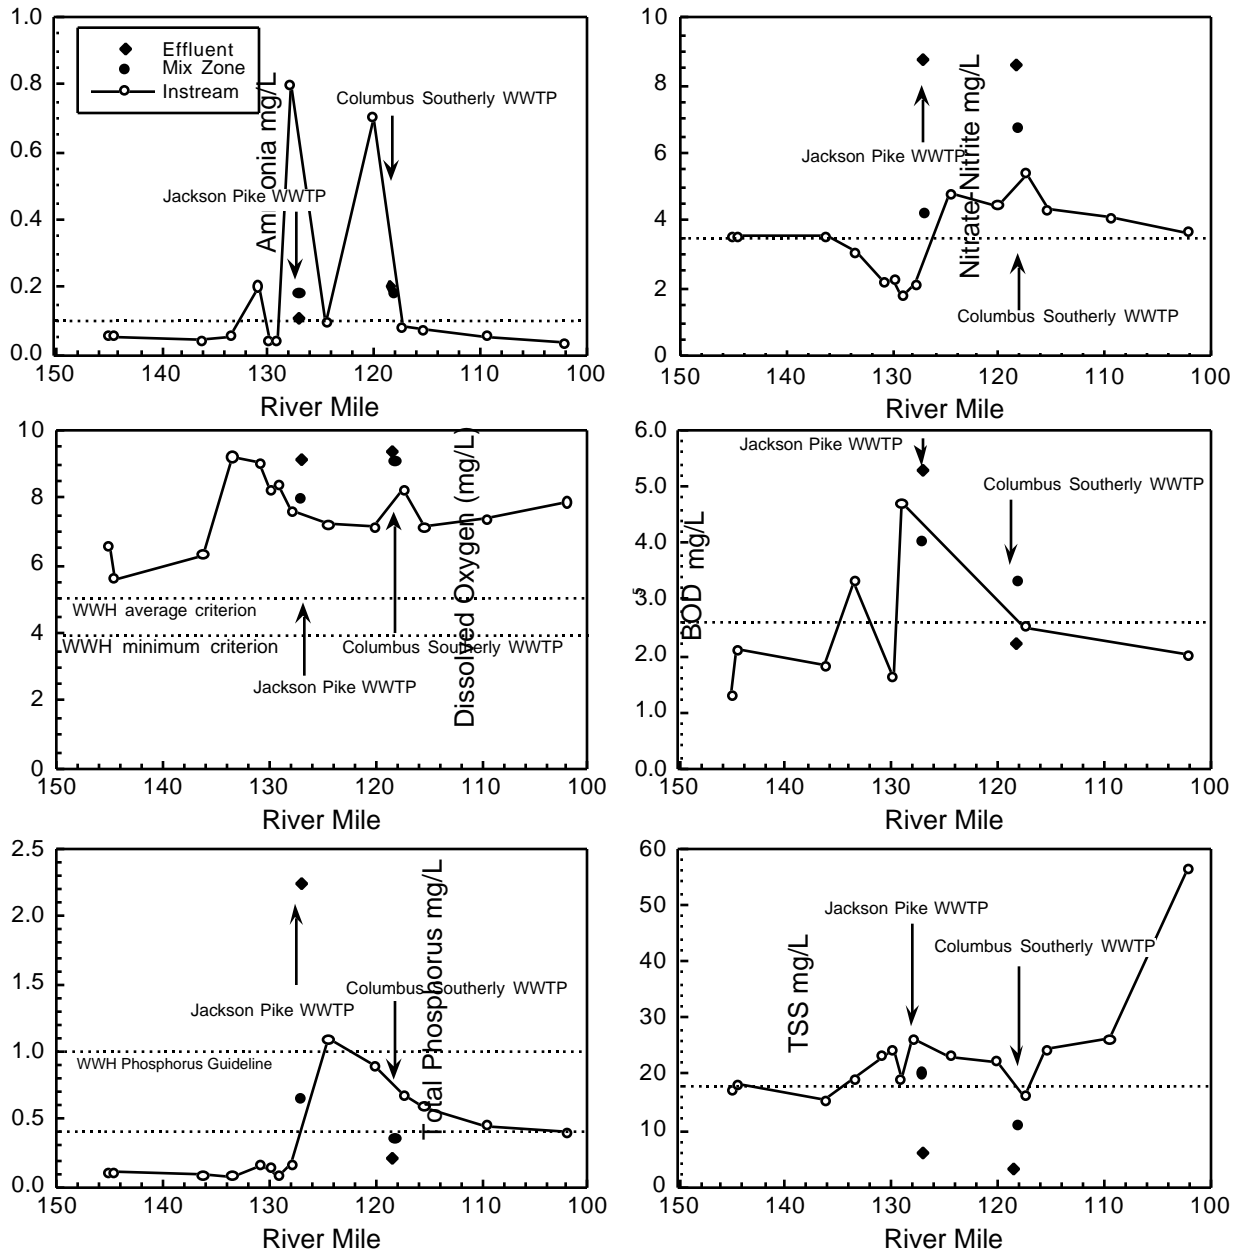 1.0
0.8
0.6
0.4
0.2
0.0
Effluent
Mix Zone
Instream
Ammonia mg/L
Columbus Southerly WWTP
Jackson Pike WWTP
150 140 130 120 110 100
River Mile
10
8
6
4
2
0
Nitrate-Nitrite mg/L
Jackson Pike WWTP
Columbus Southerly WWTP
150 140 130 120 110 100
River Mile
10
8
6
4
2
0
Dissolved Oxygen (mg/L)
WWH average criterion
WWH minimum criterion
Columbus Southerly WWTP
Jackson Pike WWTP
150 140 130 120 110 100
River Mile
6.0
5.0
4.0
3.0
2.0
1.0
0.0
BOD5 mg/L
Jackson Pike WWTP
Columbus Southerly WWTP
150 140 130 120 110 100
River Mile
2.5
2.0
1.5
1.0
0.5
0.0
Total Phosphorus mg/L
Columbus Southerly WWTP
Jackson Pike WWTP
WWH Phosphorus Guideline
150 140 130 120 110 100
River Mile
60
50
40
30
20
10
0
TSS mg/L
Jackson Pike WWTP
Columbus Southerly WWTP
150 140 130 120 110 100
River Mile